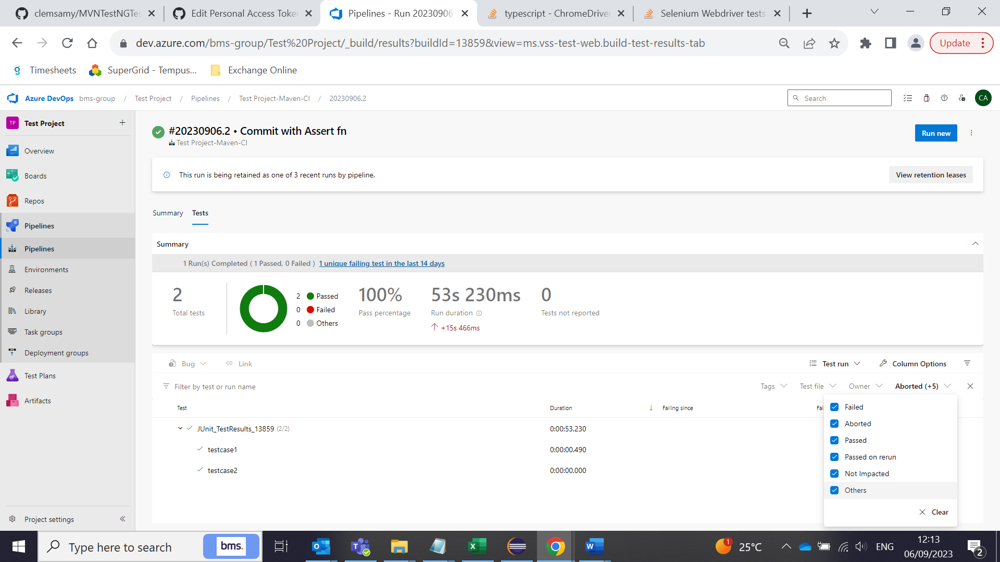 clemsamy/MVNTestNGTes
Edit Personal Access Token
Pipelines - Run 20230906.
typescript - ChromeDriver
Selenium Webdriver tests
dev.azure.com/bms-group/Test%20Project/_build/results?buildId=13859&view=ms.vss-test-web.build-test-results-tab
Update
Timesheets
SuperGrid - Tempus...
Exchange Online
Azure DevOps bms-group / Test Project / Pipelines / Test Project-Maven-CI / 20230906.2
Search
CA
TP Test Project
Overview
Boards
Repos
Pipelines
Pipelines
Environments
Releases
Library
Task groups
Deployment groups
Test Plans
Artifacts
Project settings
#20230906.2 • Commit with Assert fn
Test Project-Maven-CI
Run new
This run is being retained as one of 3 recent runs by pipeline.
View retention leases
Summary Tests
Summary
1 Run(s) Completed ( 1 Passed, 0 Failed ) 1 unique failing test in the last 14 days
2
Total tests
2 Passed
0 Failed
0 Others
100%
Pass percentage
53s 230ms
Run duration
+15s 466ms
0
Tests not reported
Bug Link
Test run Column Options
Filter by test or run name
Tags Test file Owner Aborted (+5)
Test Duration Failing since Fai
JUnit_TestResults_13859 (2/2) 0:00:53.230
testcase1 0:00:00.490
testcase2 0:00:00.000
Failed
Aborted
Passed
Passed on rerun
Not Impacted
Others
Clear
Type here to search
bms.
1
25°C
ENG
12:13
06/09/2023
2